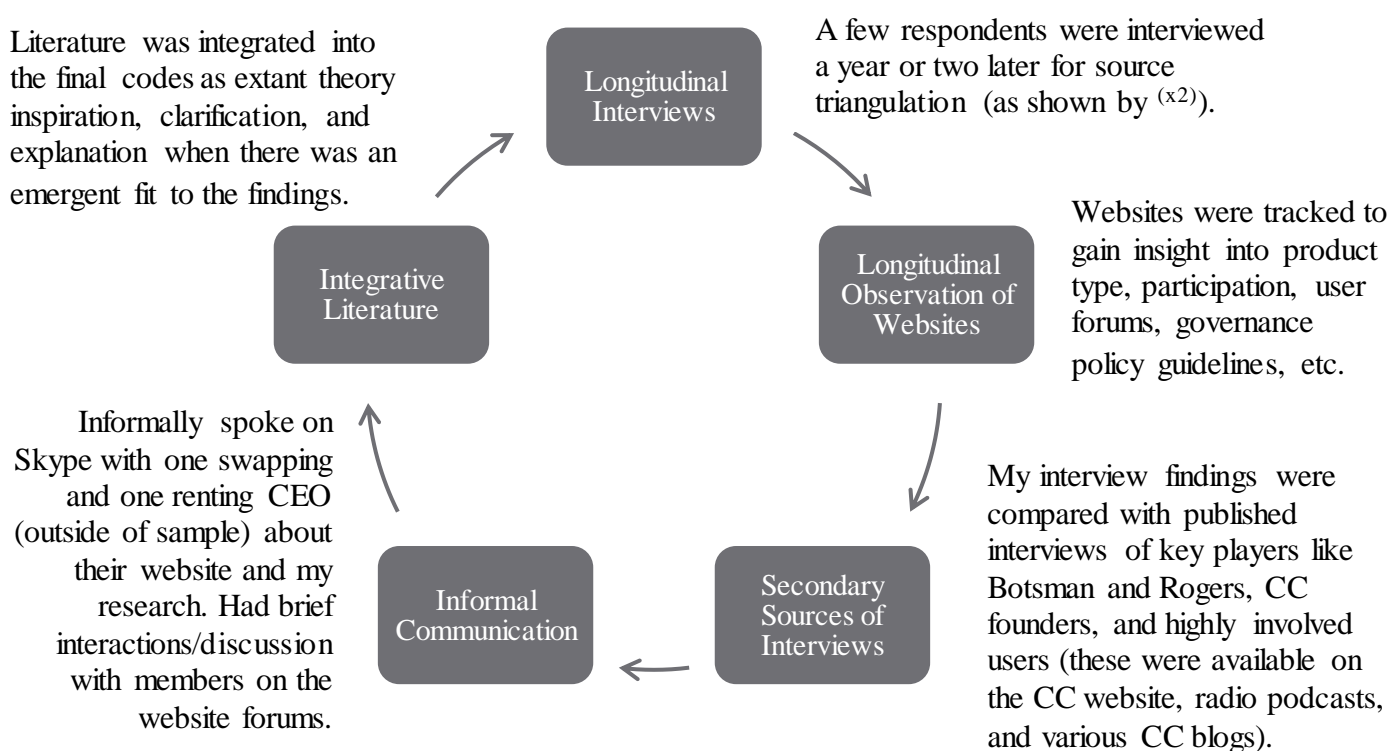 Literature was integrated into
the final codes as extant theory
inspiration, clarification, and
explanation when there was an
emergent fit to the findings.
Longitudinal
Interviews
A few respondents were interviewed
a year or two later for source
triangulation (as shown by (x2)).
Longitudinal
Observation of
Websites
Websites were tracked to
gain insight into product
type, participation, user
forums, governance
policy guidelines, etc.
Secondary
Sources of
Interviews
My interview findings were
compared with published
interviews of key players like
Botsman and Rogers, CC
founders, and highly involved
users (these were available on
the CC website, radio podcasts,
and various CC blogs).
Informal
Communication
Informally spoke on
Skype with one swapping
and one renting CEO
(outside of sample) about
their website and my
research. Had brief
interactions/discussion
with members on the
website forums.
Integrative
Literature